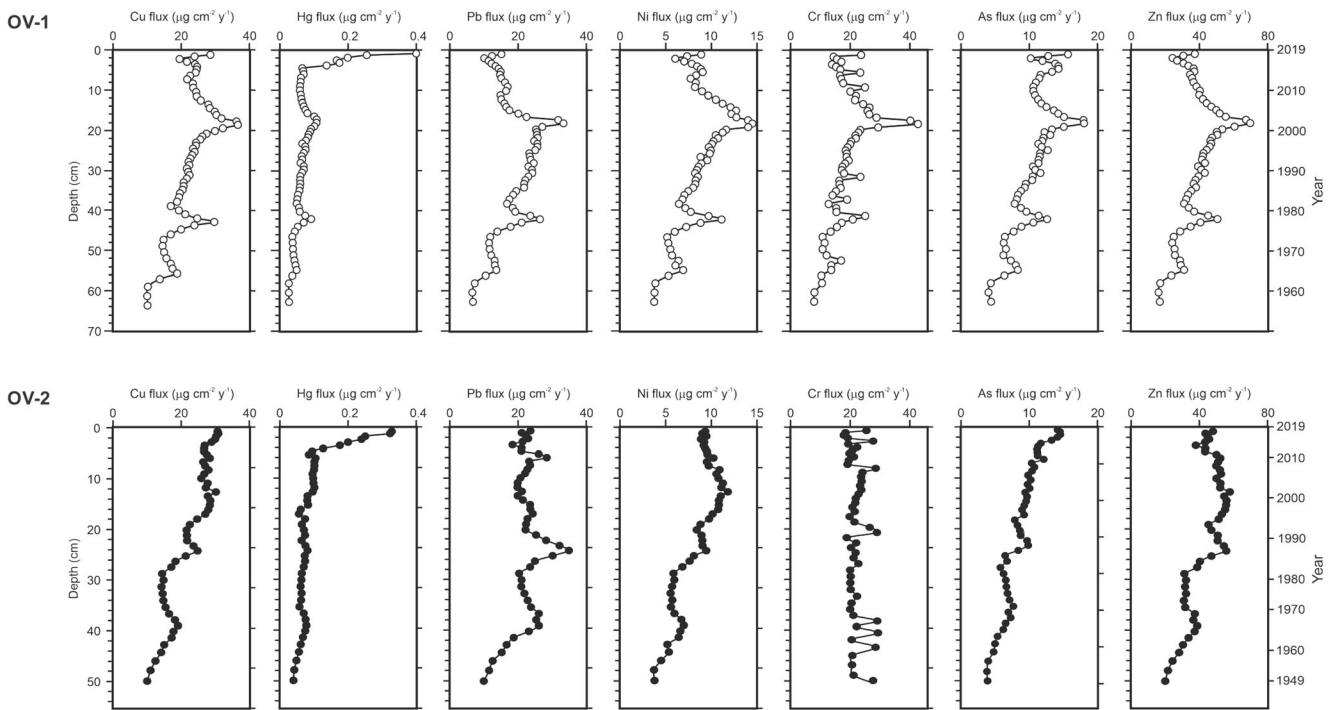 OV-1
Cu flux (μg cm⁻² y⁻¹) Hg flux (μg cm⁻² y⁻¹) Pb flux (μg cm⁻² y⁻¹) Ni flux (μg cm⁻² y⁻¹) Cr flux (μg cm⁻² y⁻¹) As flux (μg cm⁻² y⁻¹) Zn flux (μg cm⁻² y⁻¹)
0 20 40 0 0.2 0.4 0 20 40 0 5 10 15 0 20 40 0 10 20 0 40 80
0 2019
10 2010
20 2000
30 1990
40 1980
50 1970
60 1960
70
Depth (cm)
Year
OV-2
Cu flux (μg cm⁻² y⁻¹) Hg flux (μg cm⁻² y⁻¹) Pb flux (μg cm⁻² y⁻¹) Ni flux (μg cm⁻² y⁻¹) Cr flux (μg cm⁻² y⁻¹) As flux (μg cm⁻² y⁻¹) Zn flux (μg cm⁻² y⁻¹)
0 20 40 0 0.2 0.4 0 20 40 0 5 10 15 0 20 40 0 10 20 0 20 40 60 80
0 2019
2010
10
2000
20
1990
30 1980
1970
40
1960
50 1949
Depth (cm)
Year